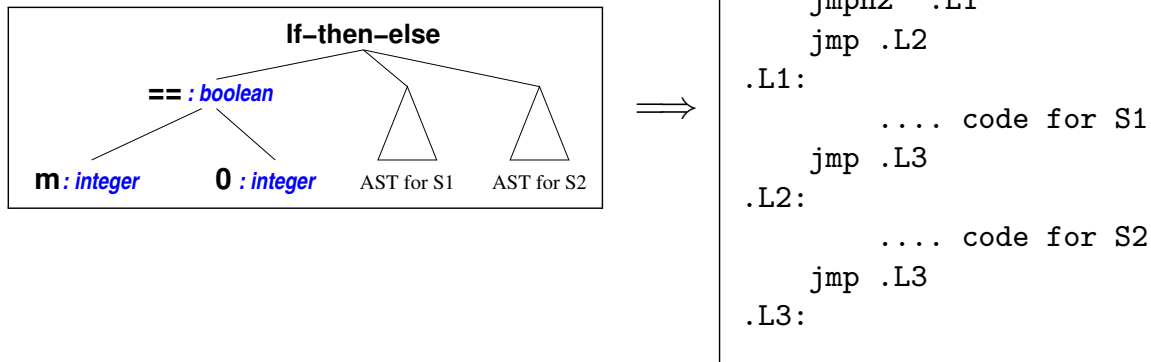 If–then–else
== : boolean
m : integer
0 : integer
AST for S1
AST for S2
⟹
.L1
jmp .L2
.L1:
.... code for S1
jmp .L3
.L2:
.... code for S2
jmp .L3
.L3: